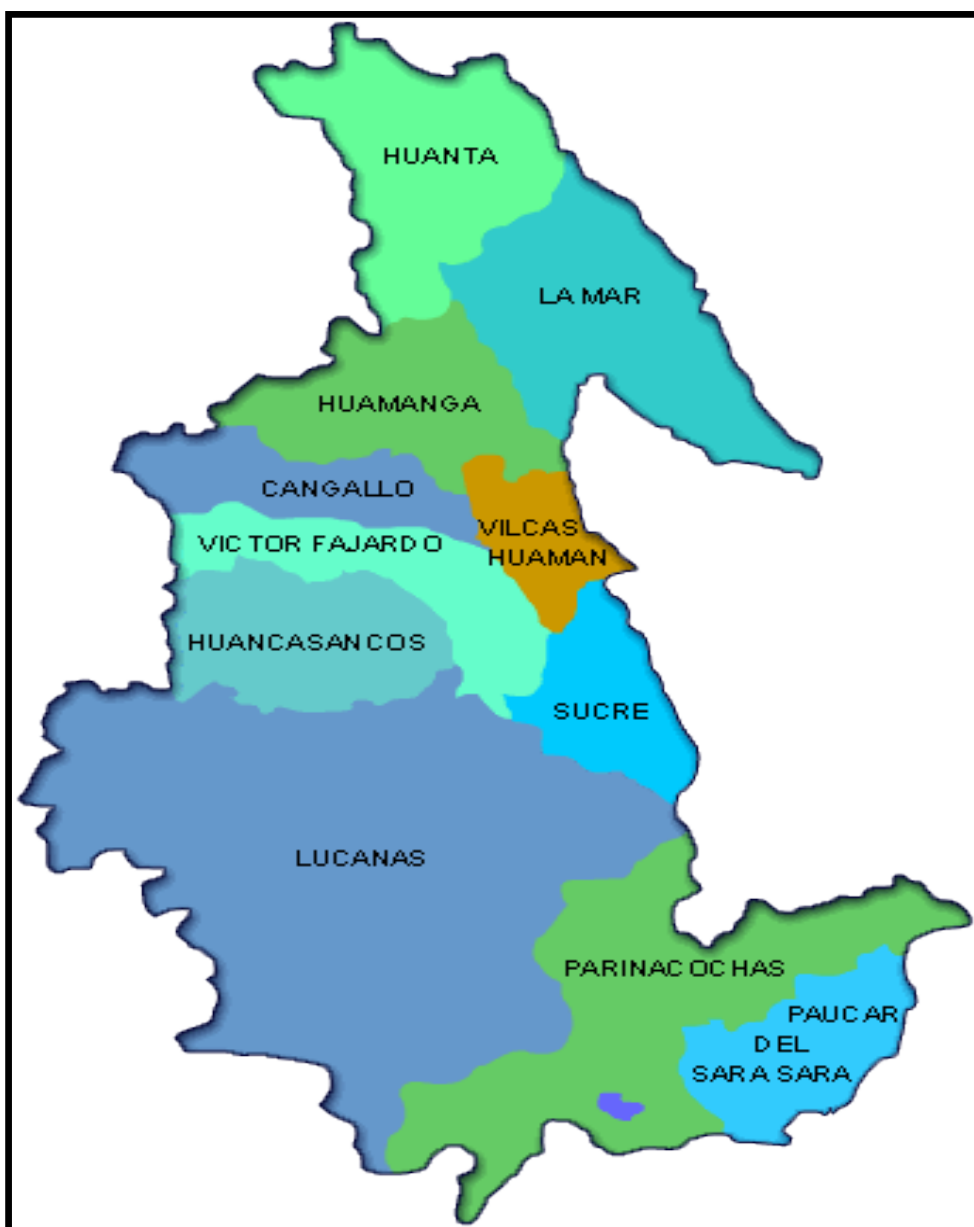 HUANTA
LA MAR
HUAMANGA
CANGALLO
VILCAS
HUAMAN
VICTOR FAJARDO
HUANCASANCOS
SUCRE
LUCANAS
PARINACOCHAS
PAUCAR
DEL
SARA SARA